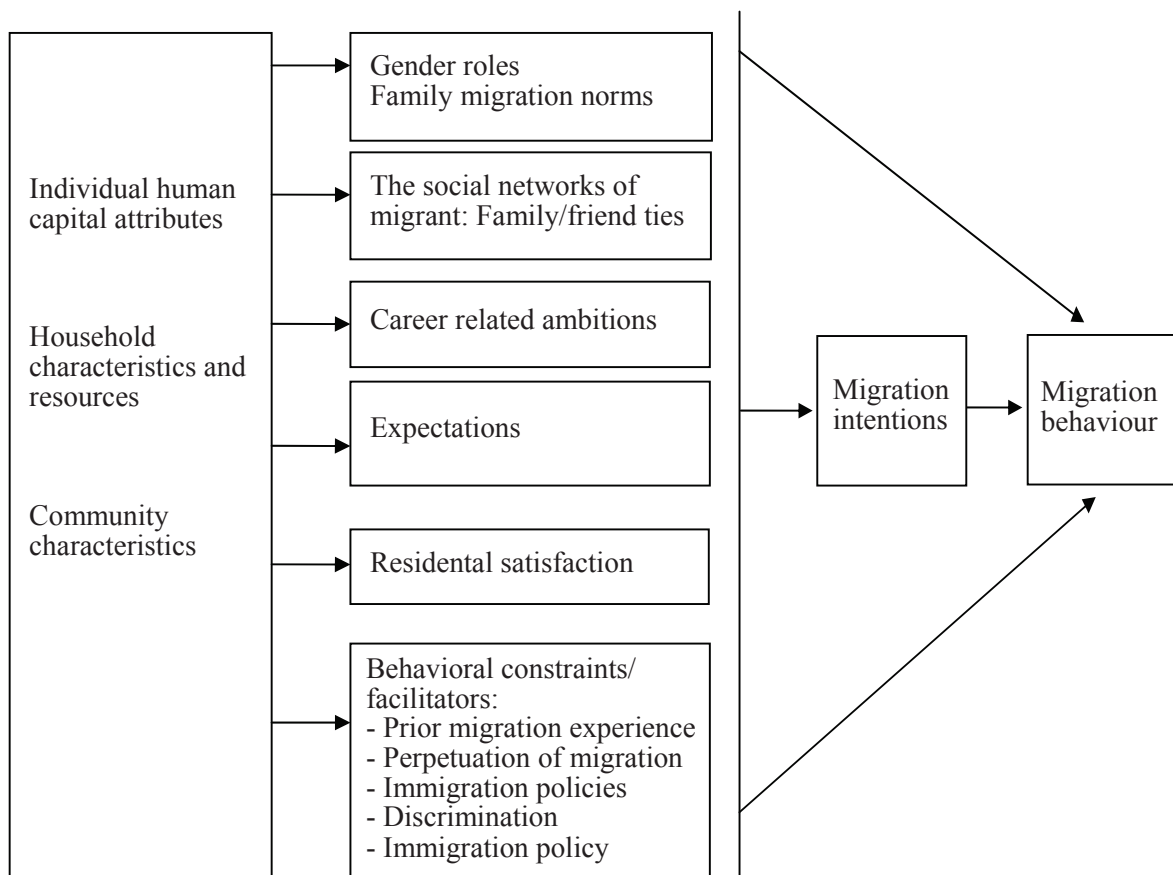 Individual human
capital attributes
Household
characteristics and
resources
Community
characteristics
Gender roles
Family migration norms
The social networks of
migrant: Family/friend ties
Career related ambitions
Expectations
Residental satisfaction
Behavioral constraints/
facilitators:
- Prior migration experience
- Perpetuation of migration
- Immigration policies
- Discrimination
- Immigration policy
Migration
intentions
Migration
behaviour